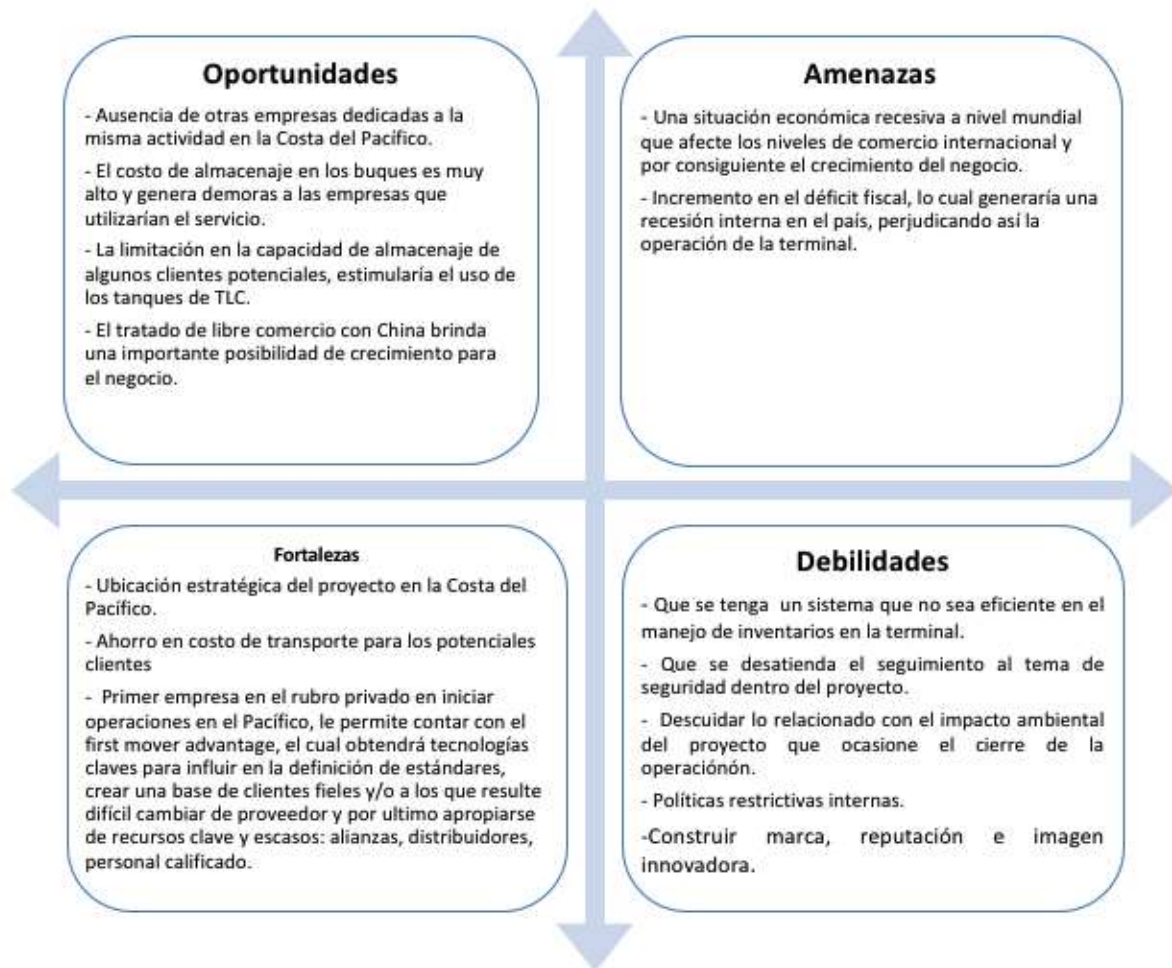 Oportunidades
- Ausencia de otras empresas dedicadas a la
misma actividad en la Costa del Pacífico.
- El costo de almacenaje en los buques es muy
alto y genera demoras a las empresas que
utilizarían el servicio.
- La limitación en la capacidad de almacenaje de
algunos clientes potenciales, estimularía el uso de
los tanques de TLC.
- El tratado de libre comercio con China brinda
una importante posibilidad de crecimiento para
el negocio.
Amenazas
- Una situación económica recesiva a nivel mundial
que afecte los niveles de comercio internacional y
por consiguiente el crecimiento del negocio.
- Incremento en el déficit fiscal, lo cual generaría una
recesión interna en el país, perjudicando así la
operación de la terminal.
Fortalezas
- Ubicación estratégica del proyecto en la Costa del
Pacífico.
- Ahorro en costo de transporte para los potenciales
clientes
- Primer empresa en el rubro privado en iniciar
operaciones en el Pacífico, le permite contar con el
first mover advantage, el cual obtendrá tecnologías
claves para influir en la definición de estándares,
crear una base de clientes fieles y/o a los que resulte
difícil cambiar de proveedor y por ultimo apropiarse
de recursos clave y escasos: alianzas, distribuidores,
personal calificado.
Debilidades
- Que se tenga un sistema que no sea eficiente en el
manejo de inventarios en la terminal.
- Que se desatienda el seguimiento al tema de
seguridad dentro del proyecto.
- Descuidar lo relacionado con el impacto ambiental
del proyecto que ocasione el cierre de la
operaciónón.
- Políticas restrictivas internas.
-Construir marca, reputación e imagen
innovadora.